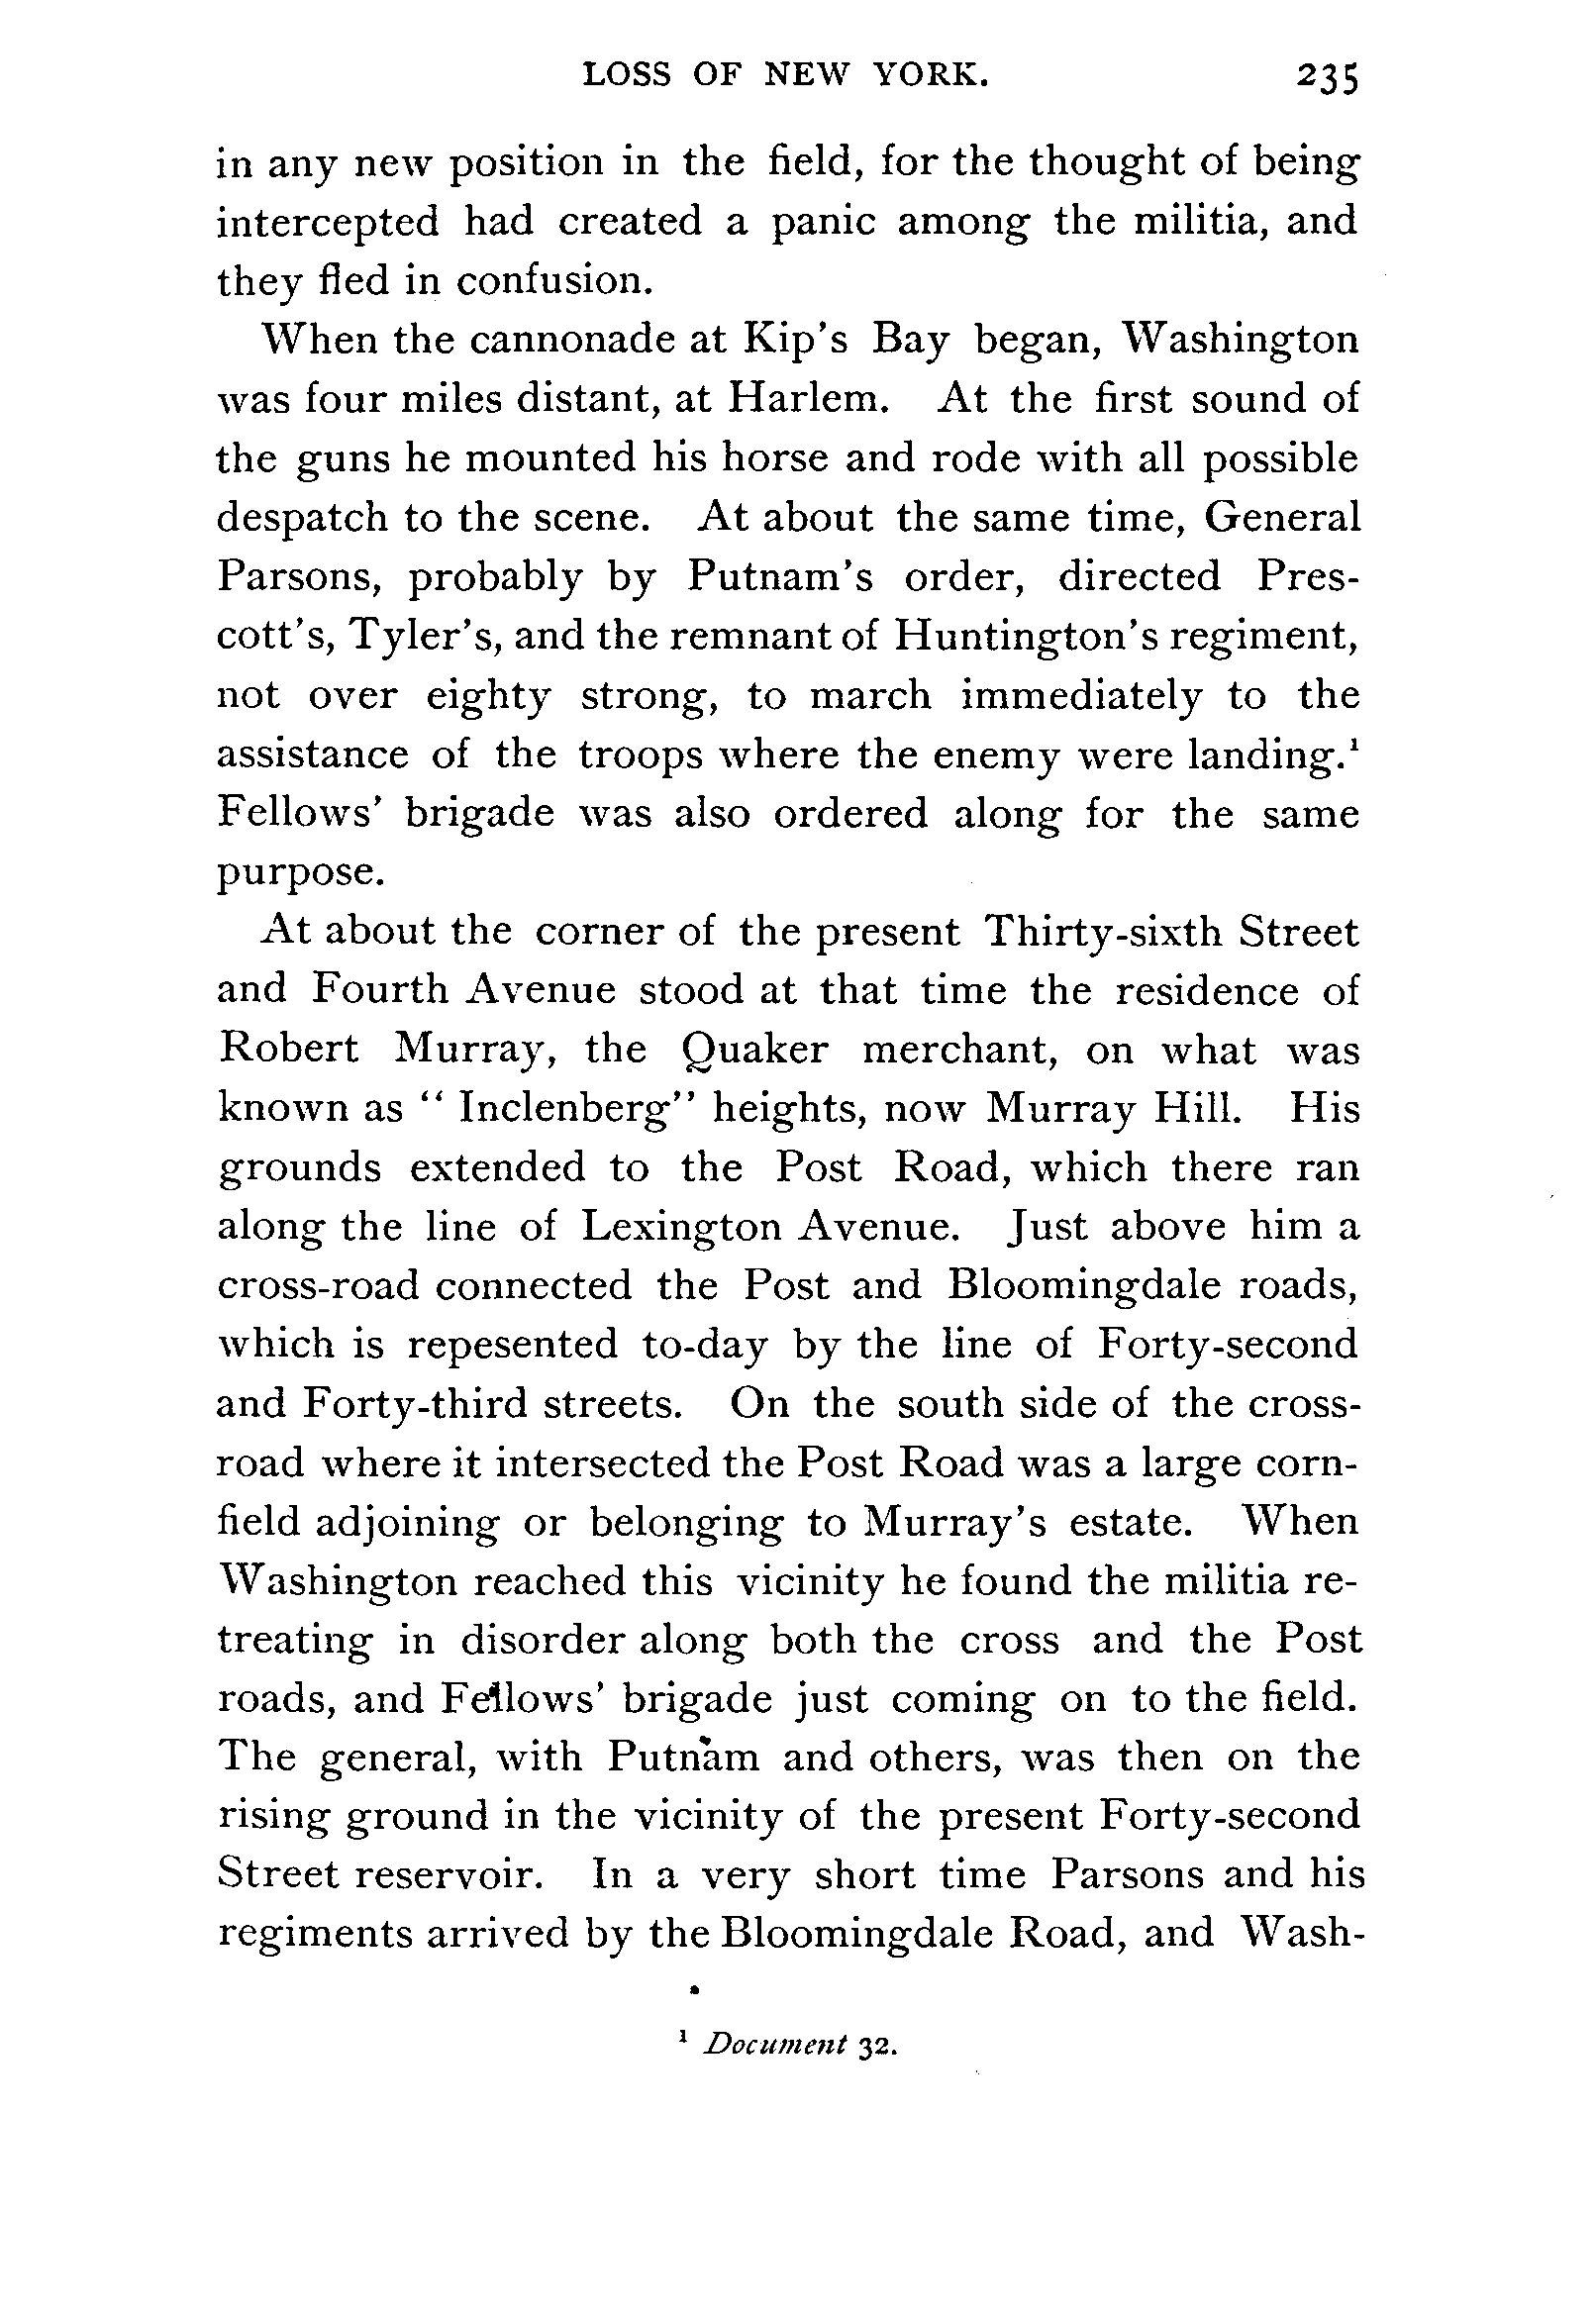 LOSS OF NEW YORK. 235
in any new position in the field, for the thought of being
intercepted had created a panic among the militia, and
they fled in confusion.
When the cannonade at Kip's Bay began, Washington
was four miles distant, at Harlem. At the first sound of
the guns he mounted his horse and rode with all possible
despatch to the scene. At about the same time, General
Parsons, probably by Putnam's order, directed Pres-
cott's, Tyler's, and the remnant of Huntington's regiment,
not over eighty strong, to march immediately to the
assistance of the troops where the enemy were landing.¹
Fellows' brigade was also ordered along for the same
purpose.
At about the corner of the present Thirty-sixth Street
and Fourth Avenue stood at that time the residence of
Robert Murray, the Quaker merchant, on what was
known as “ Inclenberg” heights, now Murray Hill. His
grounds extended to the Post Road, which there ran
along the line of Lexington Avenue. Just above him a
cross-road connected the Post and Bloomingdale roads,
which is repesented to-day by the line of Forty-second
and Forty-third streets. On the south side of the cross-
road where it intersected the Post Road was a large corn-
field adjoining or belonging to Murray's estate. When
Washington reached this vicinity he found the militia re-
treating in disorder along both the cross and the Post
roads, and Fellows' brigade just coming on to the field.
The general, with Putnam and others, was then on the
rising ground in the vicinity of the present Forty-second
Street reservoir. In a very short time Parsons and his
regiments arrived by the Bloomingdale Road, and Wash-
¹ Document 32.